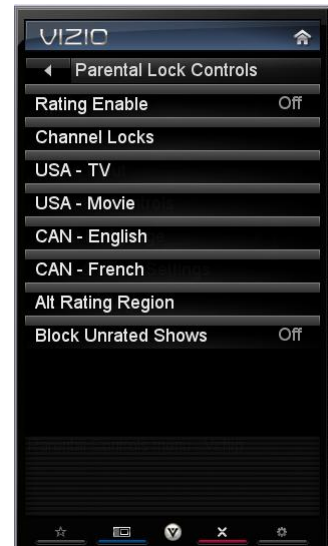 VIZIO
Parental Lock Controls
Rating Enable Off
Channel Locks
USA - TV
USA - Movie
CAN - English
CAN - French
Alt Rating Region
Block Unrated Shows Off